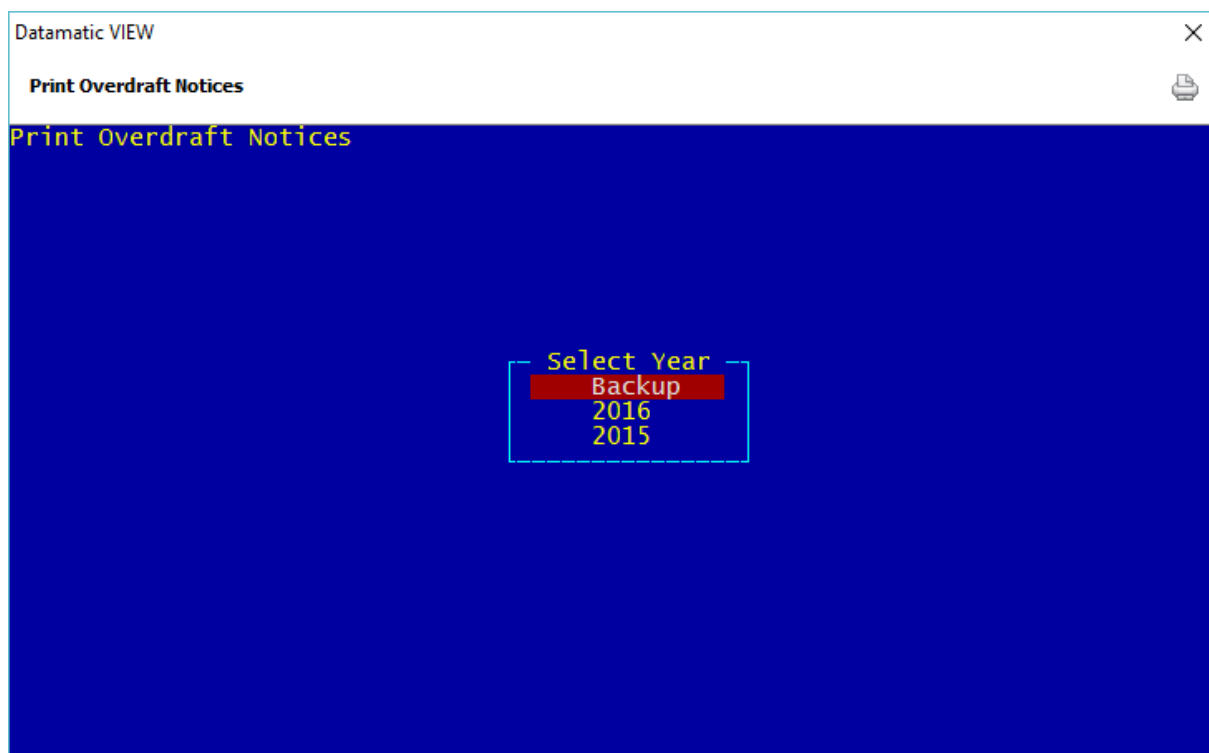 Datamatic VIEW
Print Overdraft Notices
Print Overdraft Notices
Select Year
Backup
2016
2015